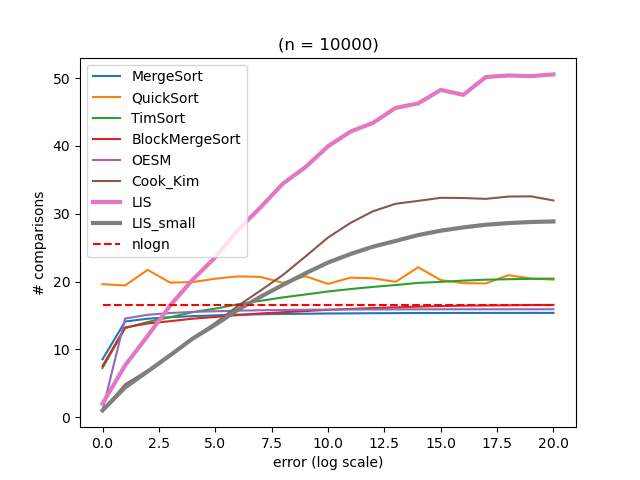 (n = 10000)
50
40
30
20
10
0
# comparisons
MergeSort
QuickSort
TimSort
BlockMergeSort
OESM
Cook_Kim
LIS
LIS_small
nlogn
0.0 2.5 5.0 7.5 10.0 12.5 15.0 17.5 20.0
error (log scale)